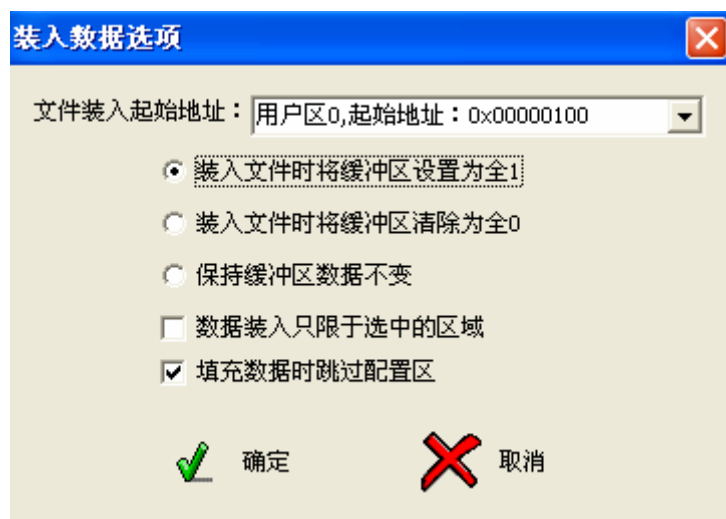 装入数据选项
文件装入起始地址：用户区0,起始地址：0x00000100
装入文件时将缓冲区设置为全1
装入文件时将缓冲区清除为全0
保持缓冲区数据不变
数据装入只限于选中的区域
填充数据时跳过配置区
确定 取消